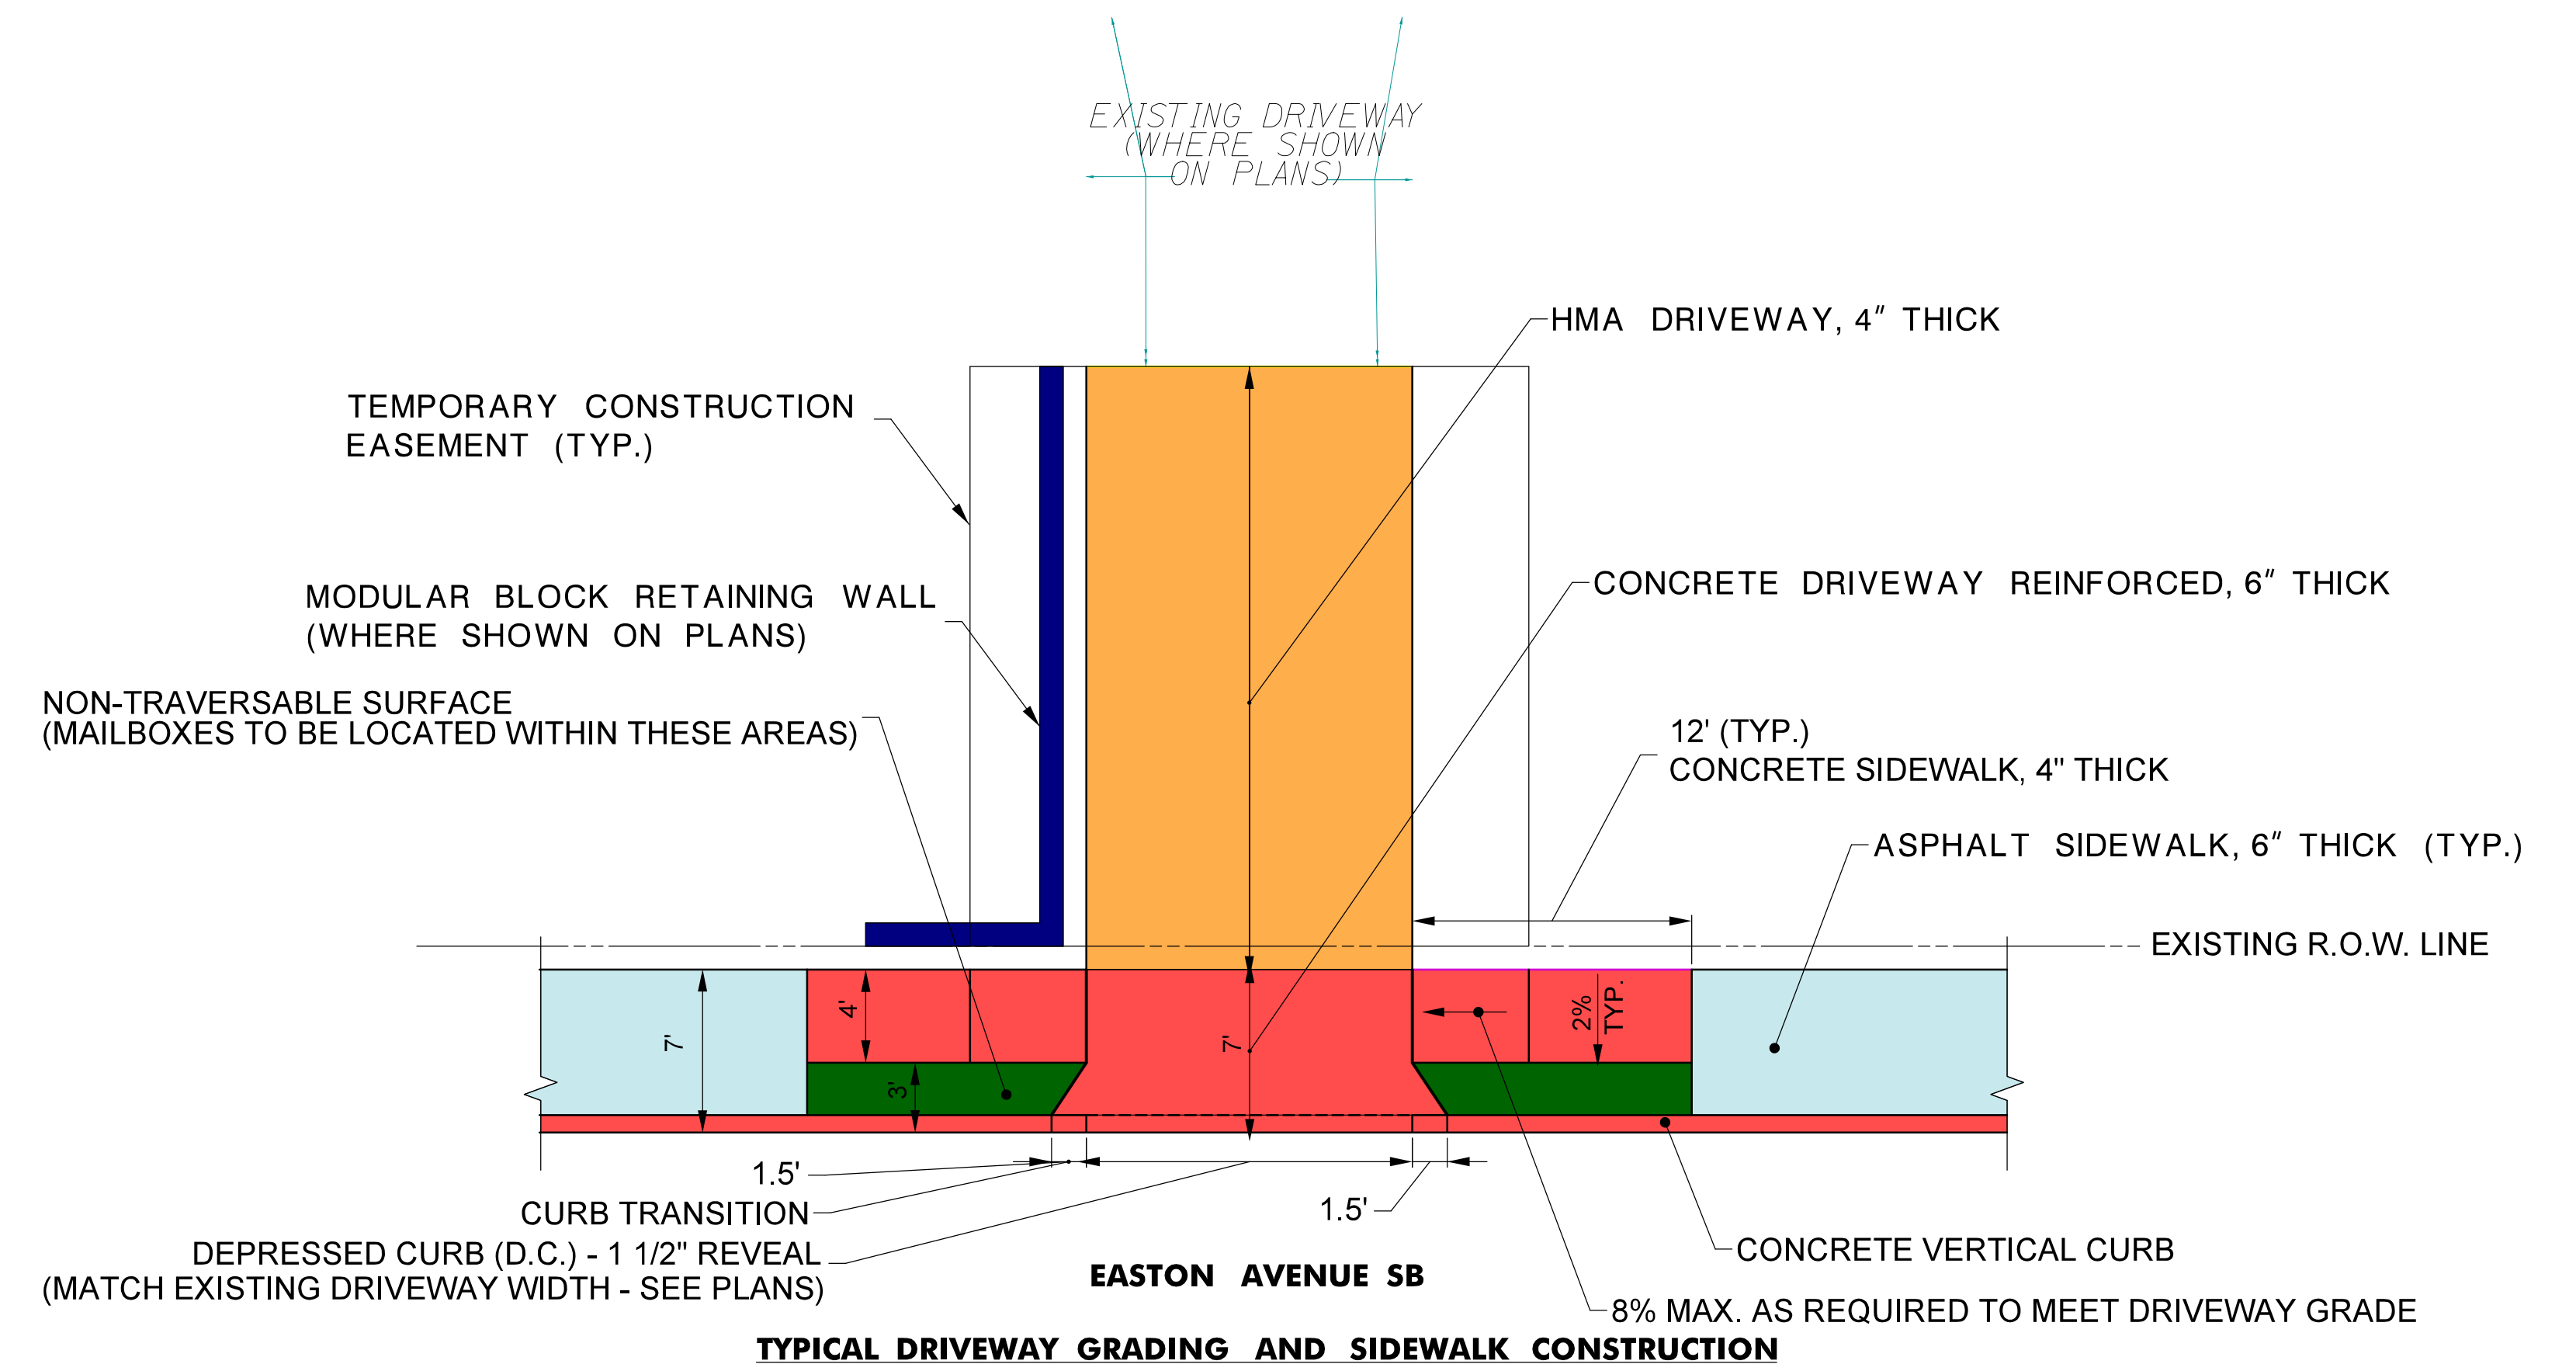 EXISTING DRIVEWAY
(WHERE SHOWN
ON PLANS)
HMA DRIVEWAY, 4" THICK
TEMPORARY CONSTRUCTION
EASEMENT (TYP.)
CONCRETE DRIVEWAY REINFORCED, 6" THICK
MODULAR BLOCK RETAINING WALL
(WHERE SHOWN ON PLANS)
NON-TRAVERSABLE SURFACE
(MAILBOXES TO BE LOCATED WITHIN THESE AREAS)
12' (TYP.)
CONCRETE SIDEWALK, 4" THICK
ASPHALT SIDEWALK, 6" THICK (TYP.)
EXISTING R.O.W. LINE
7'
4'
3'
7'
2%
TYP.
1.5'
CURB TRANSITION
DEPRESSED CURB (D.C.) - 1 1/2" REVEAL
(MATCH EXISTING DRIVEWAY WIDTH - SEE PLANS)
1.5'
CONCRETE VERTICAL CURB
8% MAX. AS REQUIRED TO MEET DRIVEWAY GRADE
EASTON AVENUE SB
TYPICAL DRIVEWAY GRADING AND SIDEWALK CONSTRUCTION